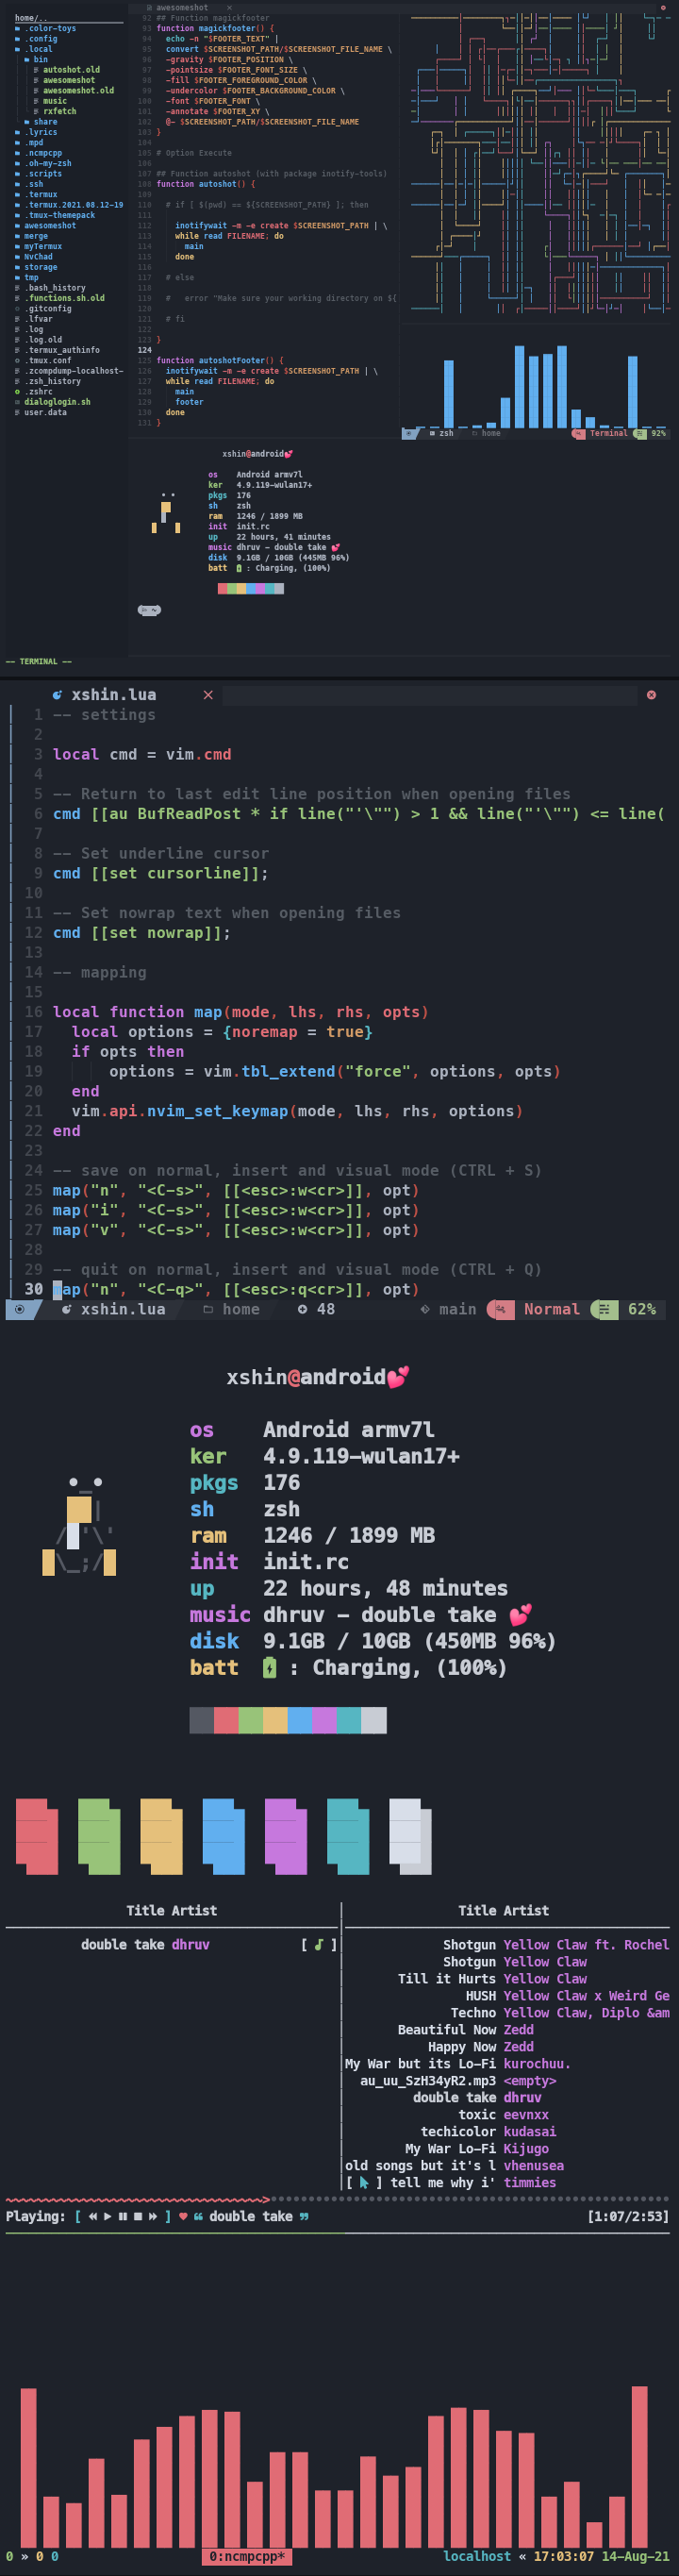 home/..
.color-toys
.config
.local
bin
autoshot.old
awesomeshot
awesomeshot.old
music
rxfetch
share
.lyrics
.mpd
.ncmpcpp
.oh-my-zsh
.scripts
.ssh
.termux
.termux.2021.08.12-19
.tmux-themepack
awesomeshot
merge
myTermux
NvChad
storage
tmp
.bash_history
.functions.sh.old
.gitconfig
.lfvar
.log
.log.old
.termux_authinfo
.tmux.conf
.zcompdump-localhost-
.zsh_history
.zshrc
dialoglogin.sh
user.data
awesomeshot
92 ## Function magickfooter
93 function magickfooter() {
94 echo -n "$FOOTER_TEXT" |
95 convert $SCREENSHOT_PATH/$SCREENSHOT_FILE_NAME \
96 -gravity $FOOTER_POSITION \
97 -pointsize $FOOTER_FONT_SIZE \
98 -fill $FOOTER_FOREGROUND_COLOR \
99 -undercolor $FOOTER_BACKGROUND_COLOR \
100 -font $FOOTER_FONT \
101 -annotate $FOOTER_XY \
102 @- $SCREENSHOT_PATH/$SCREENSHOT_FILE_NAME
103 }
104
105 # Option Execute
106
107 ## Function autoshot (with package inotify-tools)
108 function autoshot() {
109
110 # if [ $(pwd) == ${SCREENSHOT_PATH} ]; then
111
112 inotifywait -m -e create $SCREENSHOT_PATH | \
113 while read FILENAME; do
114 main
115 done
116
117 # else
118
119 # error "Make sure your working directory on ${
120
121 # fi
122
123 }
124
125 function autoshotFooter() {
126 inotifywait -m -e create $SCREENSHOT_PATH | \
127 while read FILENAME; do
128 main
129 footer
130 done
131 }
zsh home Terminal 92%
xshin@android💕
os Android armv7l
ker 4.9.119-wulan17+
pkgs 176
sh zsh
ram 1246 / 1899 MB
init init.rc
up 22 hours, 41 minutes
music dhruv - double take 💕
disk 9.1GB / 10GB (445MB 96%)
batt : Charging, (100%)
~
-- TERMINAL --
xshin.lua
1 -- settings
2
3 local cmd = vim.cmd
4
5 -- Return to last edit line position when opening files
6 cmd [[au BufReadPost * if line("'\"") > 1 && line("'\"") <= line(
7
8 -- Set underline cursor
9 cmd [[set cursorline]];
10
11 -- Set nowrap text when opening files
12 cmd [[set nowrap]];
13
14 -- mapping
15
16 local function map(mode, lhs, rhs, opts)
17 local options = {noremap = true}
18 if opts then
19 options = vim.tbl_extend("force", options, opts)
20 end
21 vim.api.nvim_set_keymap(mode, lhs, rhs, options)
22 end
23
24 -- save on normal, insert and visual mode (CTRL + S)
25 map("n", "<C-s>", [[<esc>:w<cr>]], opt)
26 map("i", "<C-s>", [[<esc>:w<cr>]], opt)
27 map("v", "<C-s>", [[<esc>:w<cr>]], opt)
28
29 -- quit on normal, insert and visual mode (CTRL + Q)
30 map("n", "<C-q>", [[<esc>:q<cr>]], opt)
xshin.lua home 48 main Normal 62%
xshin@android💕
os Android armv7l
ker 4.9.119-wulan17+
pkgs 176
sh zsh
ram 1246 / 1899 MB
init init.rc
up 22 hours, 48 minutes
music dhruv - double take 💕
disk 9.1GB / 10GB (450MB 96%)
batt : Charging, (100%)
Title Artist
double take dhruv [ ♪ ]
Title Artist
Shotgun Yellow Claw ft. Rochel
Shotgun Yellow Claw
Till it Hurts Yellow Claw
HUSH Yellow Claw x Weird Ge
Techno Yellow Claw, Diplo &am
Beautiful Now Zedd
Happy Now Zedd
My War but its Lo-Fi kurochuu.
au_uu_SzH34yR2.mp3 <empty>
double take dhruv
toxic eevnxx
techicolor kudasai
My War Lo-Fi Kijugo
old songs but it's l vhenusea
[ ] tell me why i' timmies
Playing: [ ] ♥ “ double take ” [1:07/2:53]
0 » 0 0 0:ncmpcpp* localhost « 17:03:07 14-Aug-21